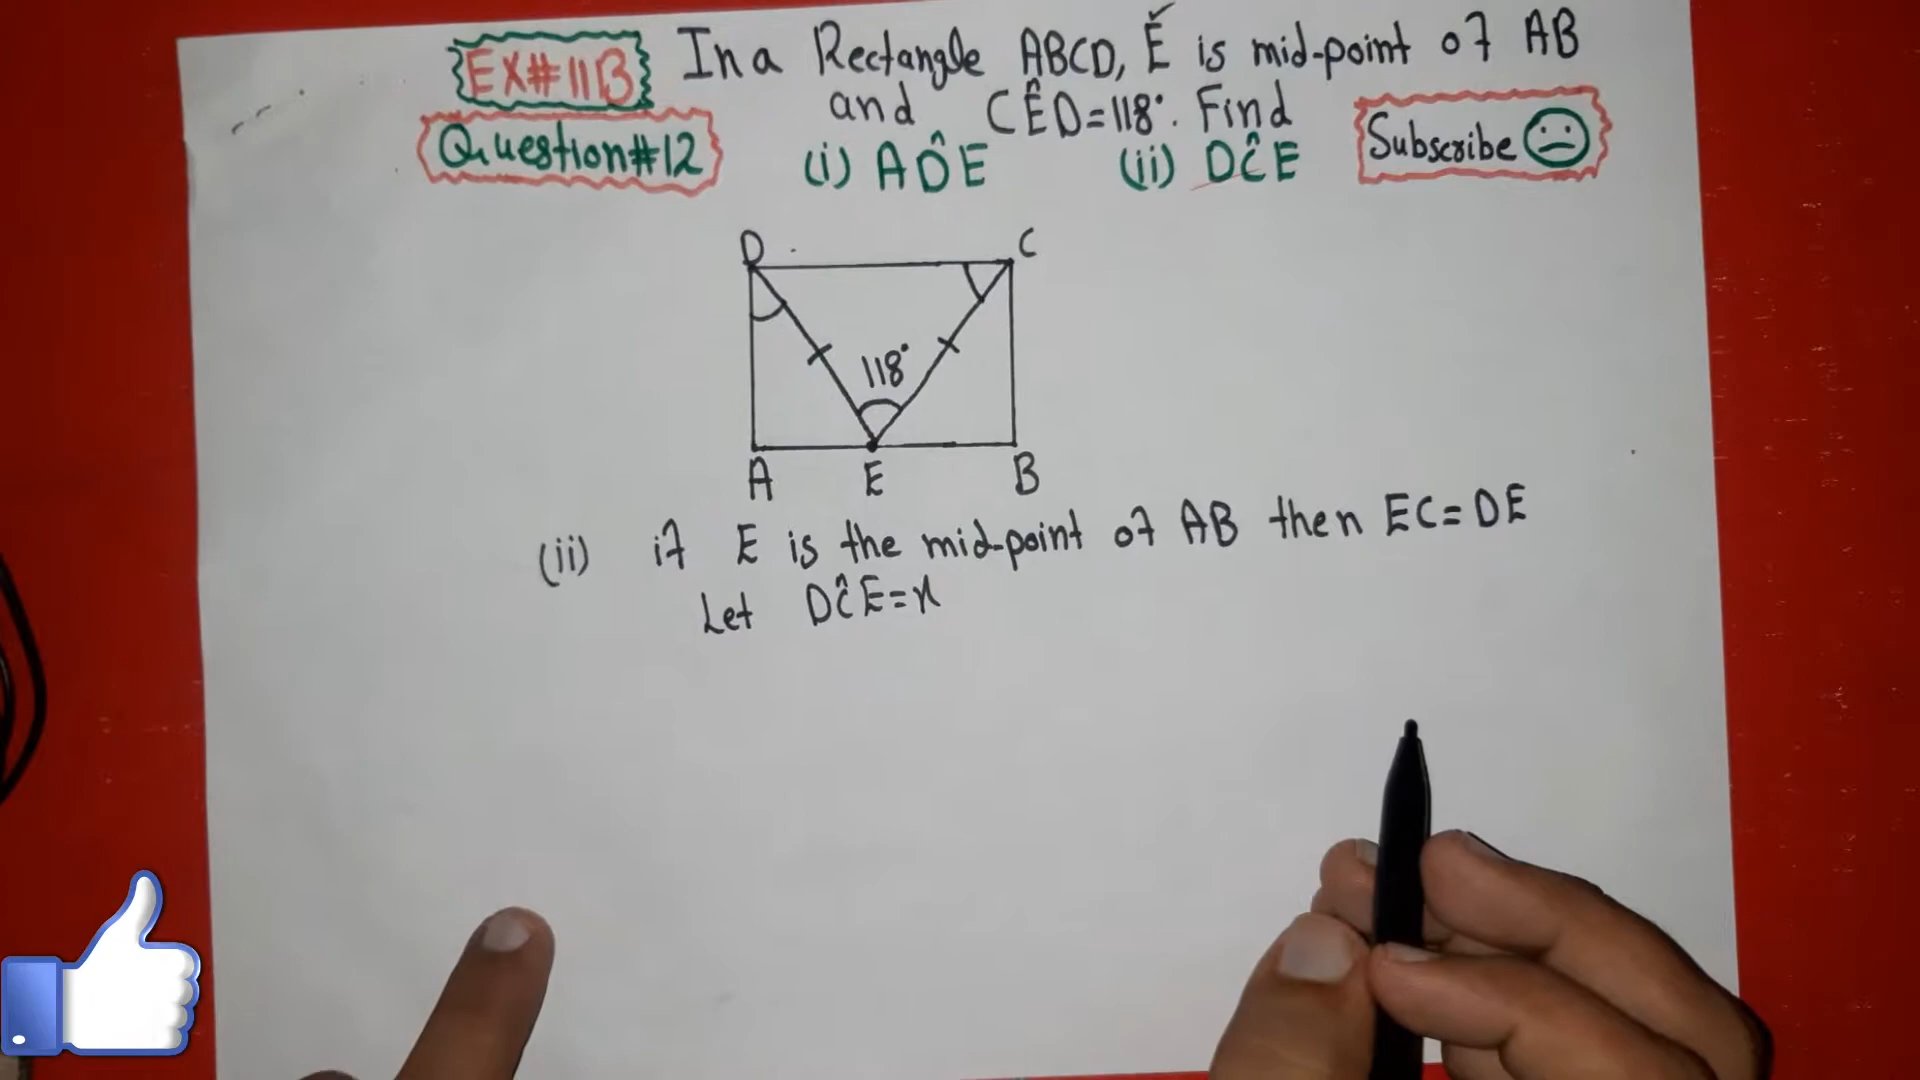 EX#11B
Question#12
In a Rectangle ABCD, E is mid-point of AB
and CÊD=118°. Find
(i) AD̂E (ii) DĈE
Subscribe
D C
118°
A E B
(ii) if E is the mid-point of AB then EC=DE
Let DĈE=x